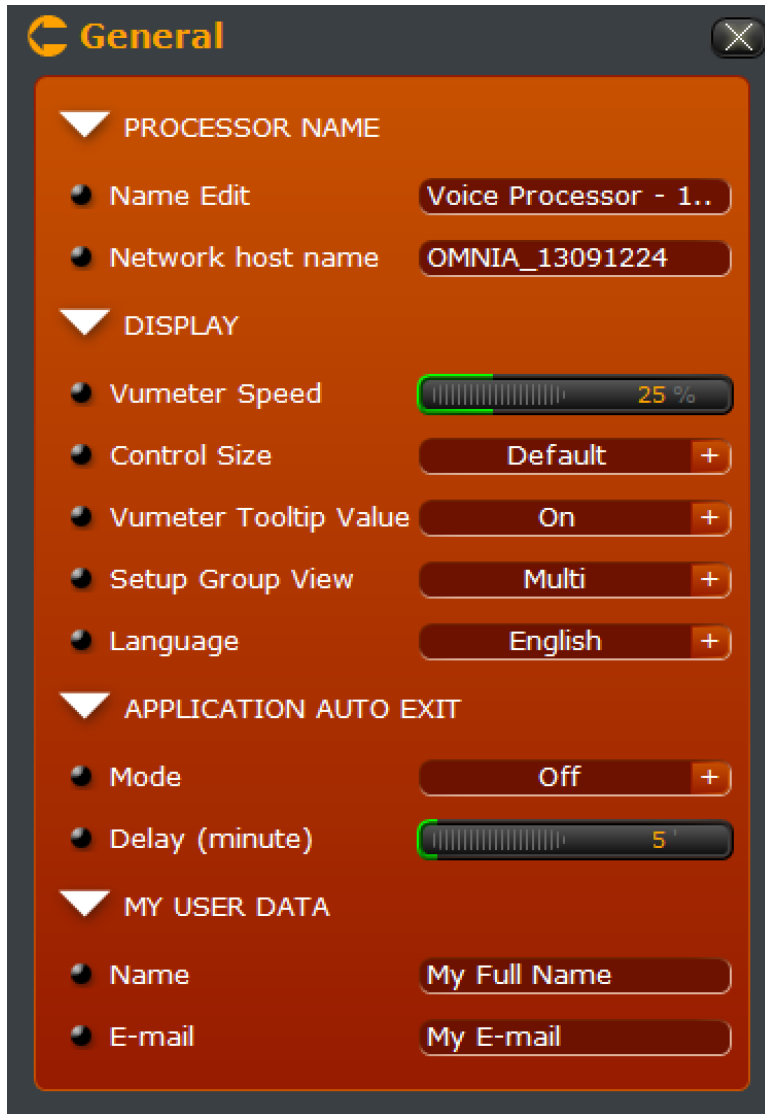 General
PROCESSOR NAME
Name Edit Voice Processor - 1..
Network host name OMNIA_13091224
DISPLAY
Vumeter Speed 25 %
Control Size Default +
Vumeter Tooltip Value On +
Setup Group View Multi +
Language English +
APPLICATION AUTO EXIT
Mode Off +
Delay (minute) 5 '
MY USER DATA
Name My Full Name
E-mail My E-mail